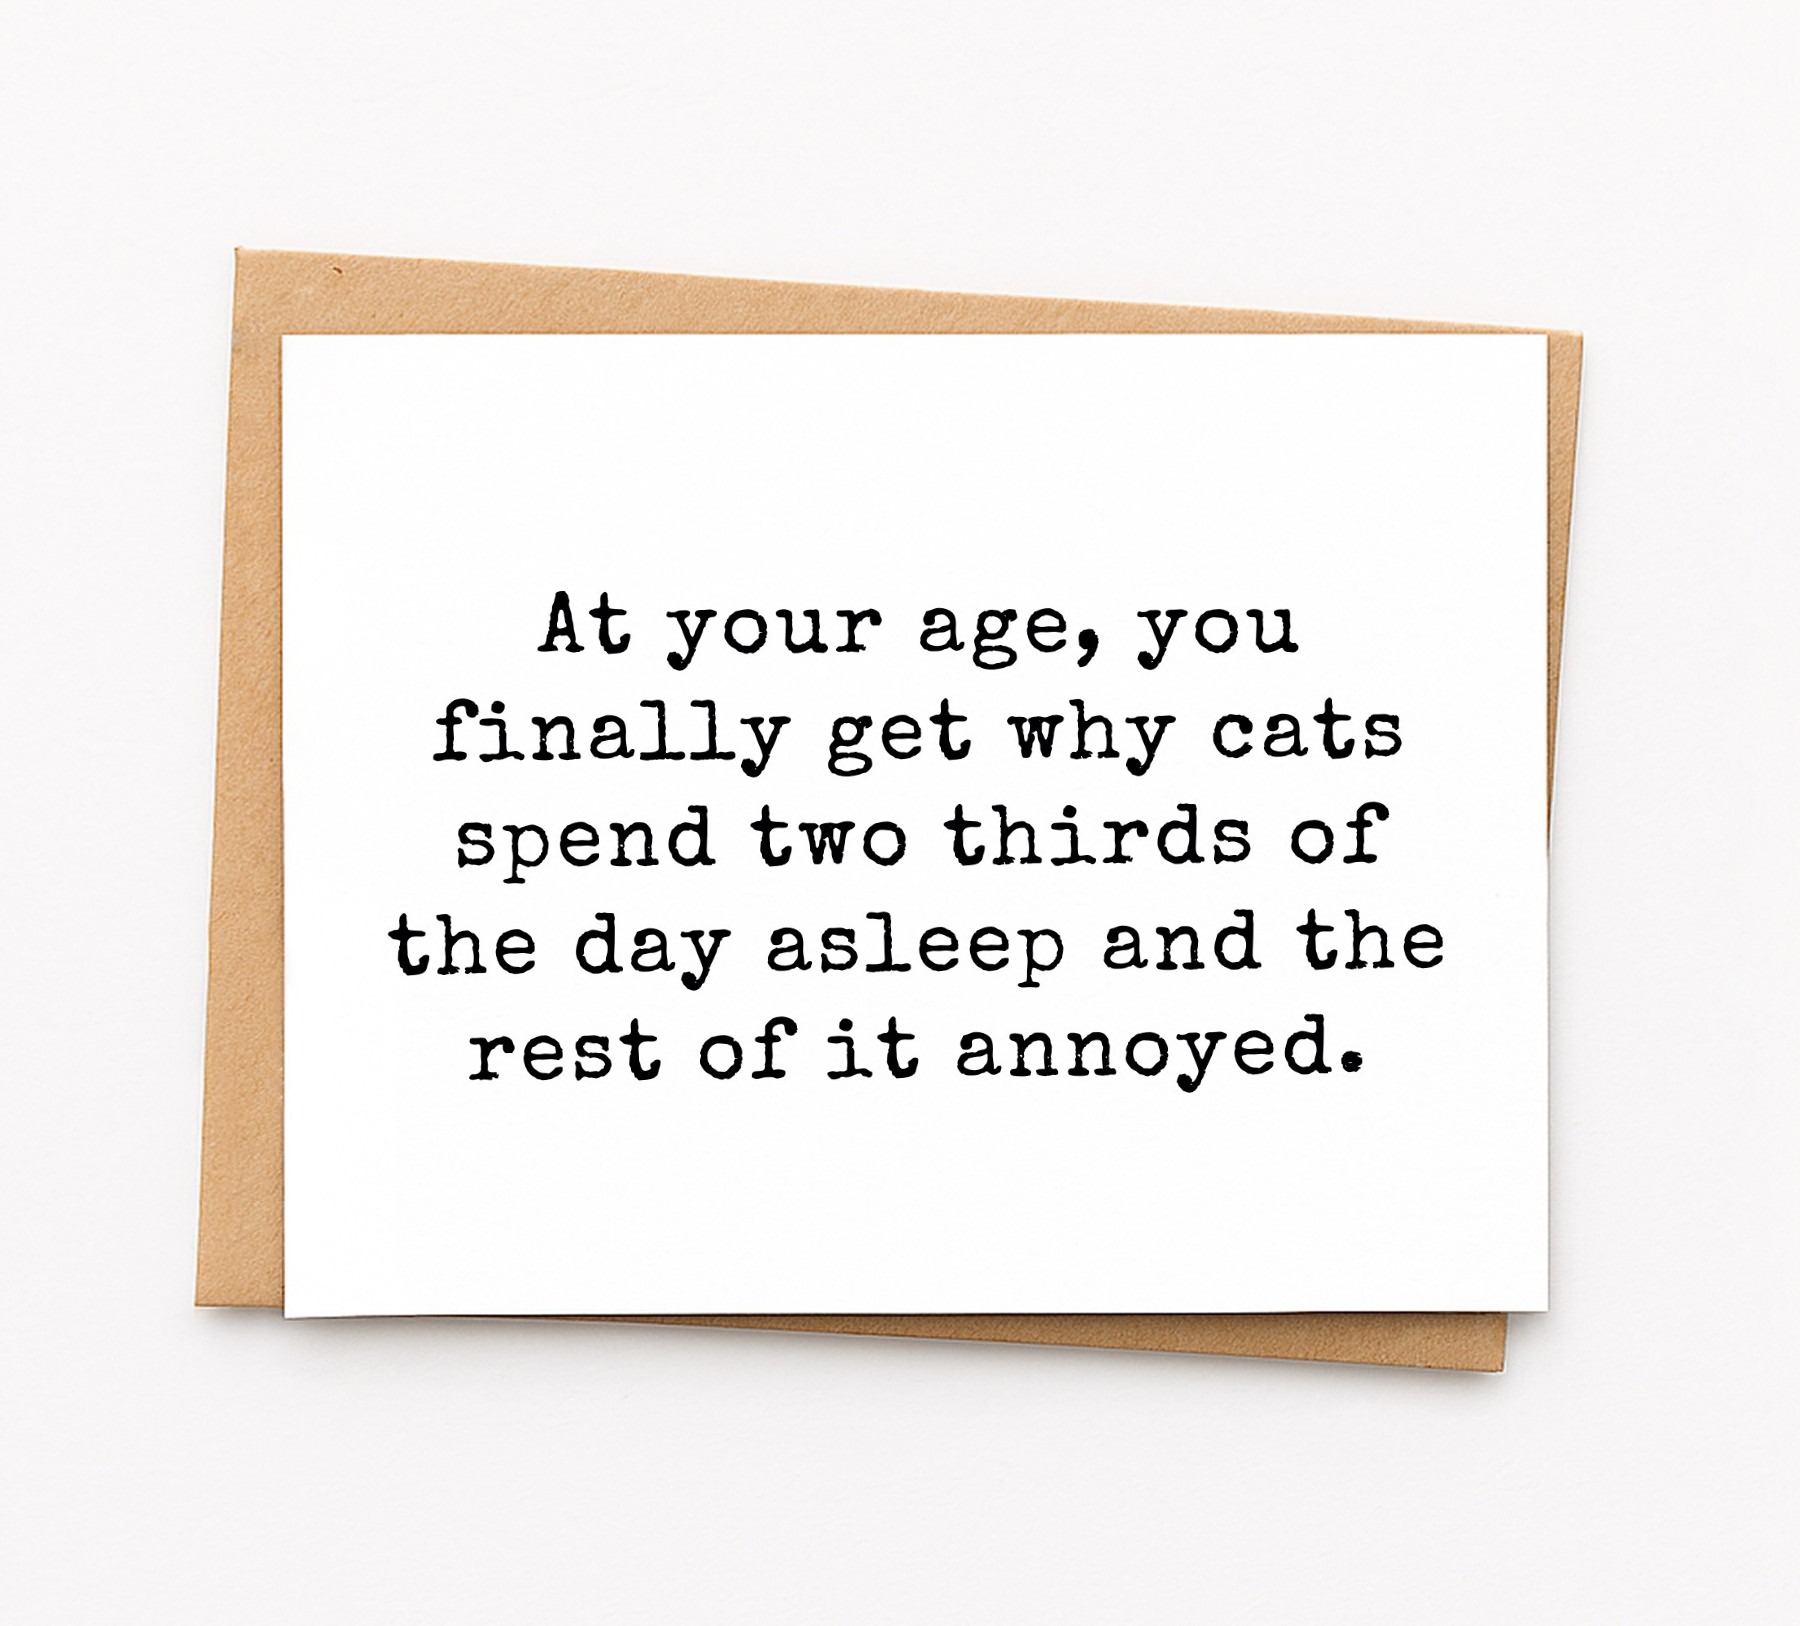 At your age, you
finally get why cats
spend two thirds of
the day asleep and the
rest of it annoyed.